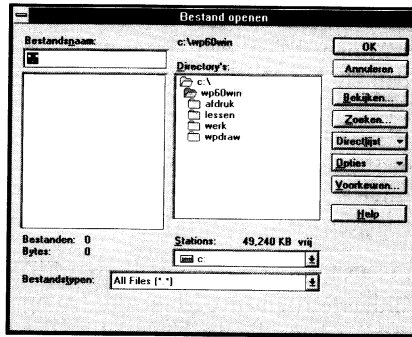 Bestand openen
Bestandsnaam:
c:\wp60win
Directory's:
c:\
wp60win
afdruk
lessen
werk
wpdraw
OK
Annuleren
Bekijken...
Zoeken...
Directlijst
Opties
Voorkeuren...
Help
Bestanden: 0
Bytes: 0
Stations: 49,240 KB vrij
c:
Bestandstypen: All Files (*.*)